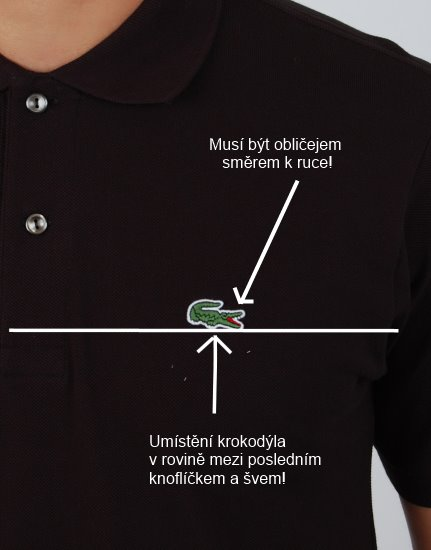 Musí být obličejem
směrem k ruce!
Umístění krokodýla
v rovině mezi posledním
knoflíčkem a švem!